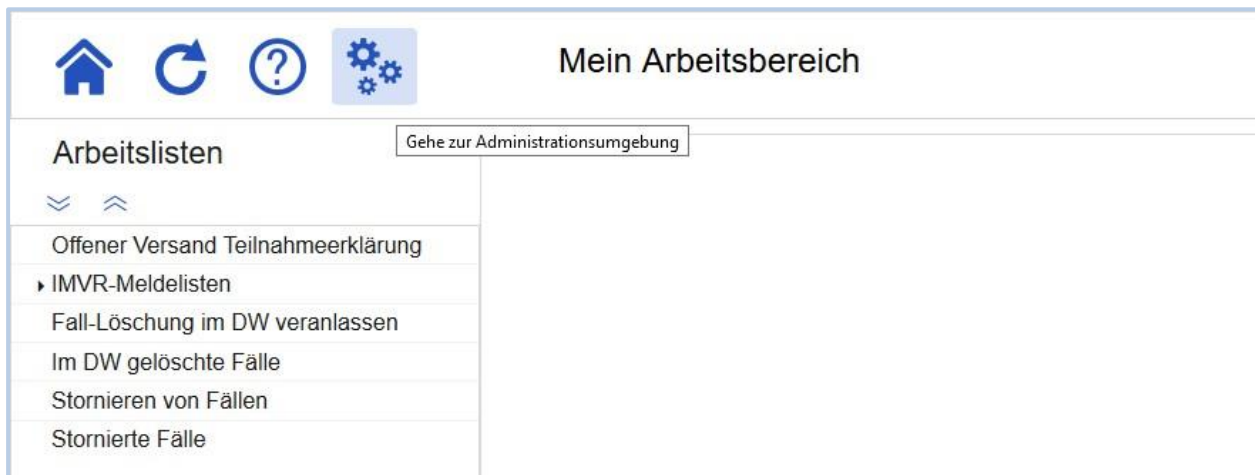 Mein Arbeitsbereich
Gehe zur Administrationsumgebung
Arbeitslisten
Offener Versand Teilnahmeerklärung
IMVR-Meldelisten
Fall-Löschung im DW veranlassen
Im DW gelöschte Fälle
Stornieren von Fällen
Stornierte Fälle